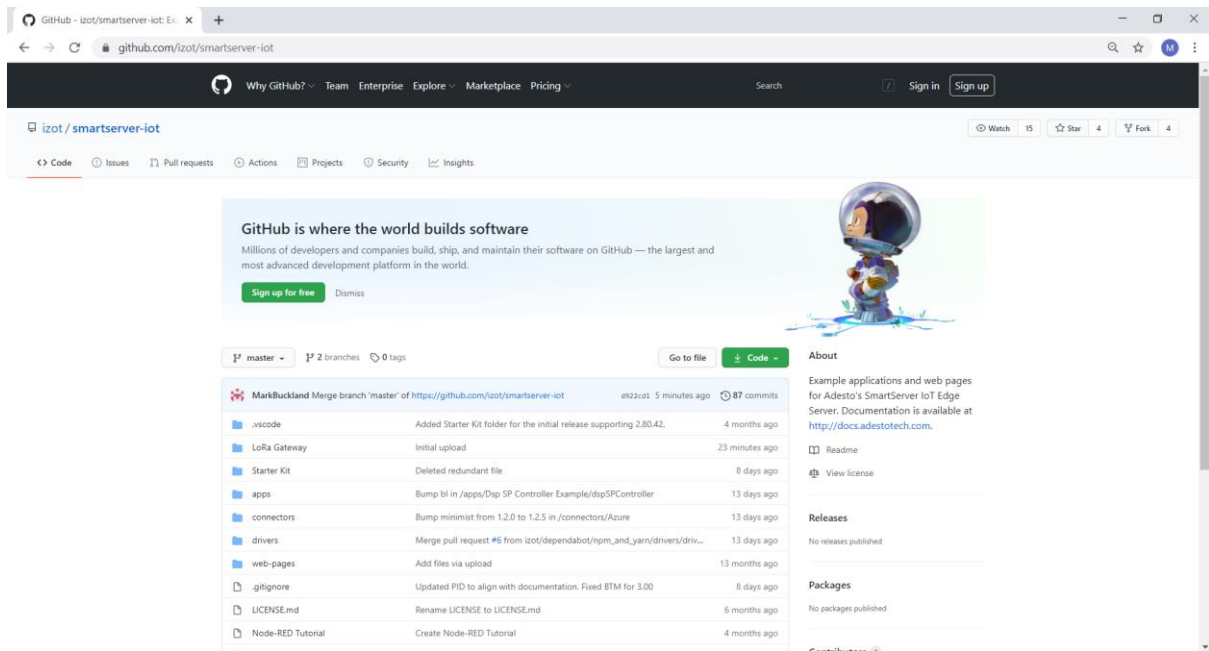 GitHub - izot/smartserver-iot: Ex
github.com/izot/smartserver-iot
M
Why GitHub? Team Enterprise Explore Marketplace Pricing Search / Sign in Sign up
izot / smartserver-iot Watch 15 Star 4 Fork 4
Code Issues Pull requests Actions Projects Security Insights
GitHub is where the world builds software
Millions of developers and companies build, ship, and maintain their software on GitHub — the largest and
most advanced development platform in the world.
Sign up for free Dismiss
master 2 branches 0 tags Go to file Code
MarkBuckland Merge branch 'master' of https://github.com/izot/smartserver-iot d922cd1 5 minutes ago 87 commits
.vscode Added Starter Kit folder for the initial release supporting 2.80.42. 4 months ago
LoRa Gateway Initial upload 23 minutes ago
Starter Kit Deleted redundant file 8 days ago
apps Bump bl in /apps/Dsp SP Controller Example/dspSPController 13 days ago
connectors Bump minimist from 1.2.0 to 1.2.5 in /connectors/Azure 13 days ago
drivers Merge pull request #6 from izot/dependabot/npm_and_yarn/drivers/driv... 13 days ago
web-pages Add files via upload 13 months ago
.gitignore Updated PID to align with documentation. Fixed BTM for 3.00 8 days ago
LICENSE.md Rename LICENSE to LICENSE.md 6 months ago
Node-RED Tutorial Create Node-RED Tutorial 4 months ago
About
Example applications and web pages
for Adesto's SmartServer IoT Edge
Server. Documentation is available at
http://docs.adestotech.com.
Readme
View license
Releases
No releases published
Packages
No packages published